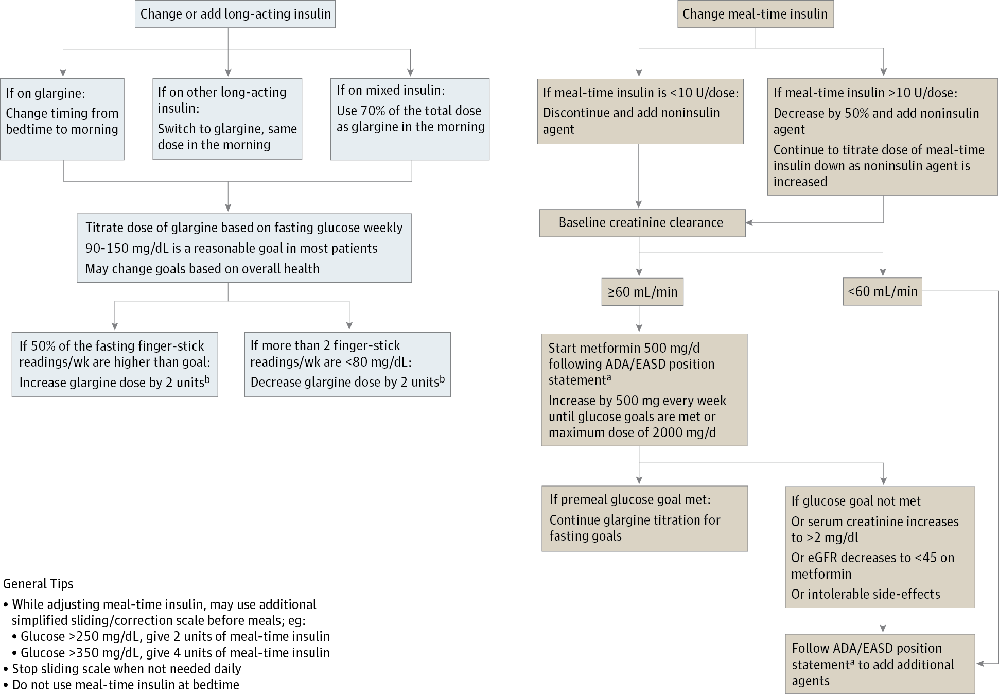 Change or add long-acting insulin
If on glargine:
Change timing from
bedtime to morning
If on other long-acting
insulin:
Switch to glargine, same
dose in the morning
If on mixed insulin:
Use 70% of the total dose
as glargine in the morning
Titrate dose of glargine based on fasting glucose weekly
90-150 mg/dL is a reasonable goal in most patients
May change goals based on overall health
If 50% of the fasting finger-stick
readings/wk are higher than goal:
Increase glargine dose by 2 unitsb
If more than 2 finger-stick
readings/wk are <80 mg/dL:
Decrease glargine dose by 2 unitsb
General Tips
• While adjusting meal-time insulin, may use additional
simplified sliding/correction scale before meals; eg:
• Glucose >250 mg/dL, give 2 units of meal-time insulin
• Glucose >350 mg/dL, give 4 units of meal-time insulin
• Stop sliding scale when not needed daily
• Do not use meal-time insulin at bedtime
Change meal-time insulin
If meal-time insulin is <10 U/dose:
Discontinue and add noninsulin
agent
If meal-time insulin >10 U/dose:
Decrease by 50% and add noninsulin
agent
Continue to titrate dose of meal-time
insulin down as noninsulin agent is
increased
Baseline creatinine clearance
≥60 mL/min
<60 mL/min
Start metformin 500 mg/d
following ADA/EASD position
statementa
Increase by 500 mg every week
until glucose goals are met or
maximum dose of 2000 mg/d
If premeal glucose goal met:
Continue glargine titration for
fasting goals
If glucose goal not met
Or serum creatinine increases
to >2 mg/dl
Or eGFR decreases to <45 on
metformin
Or intolerable side-effects
Follow ADA/EASD position
statementa to add additional
agents